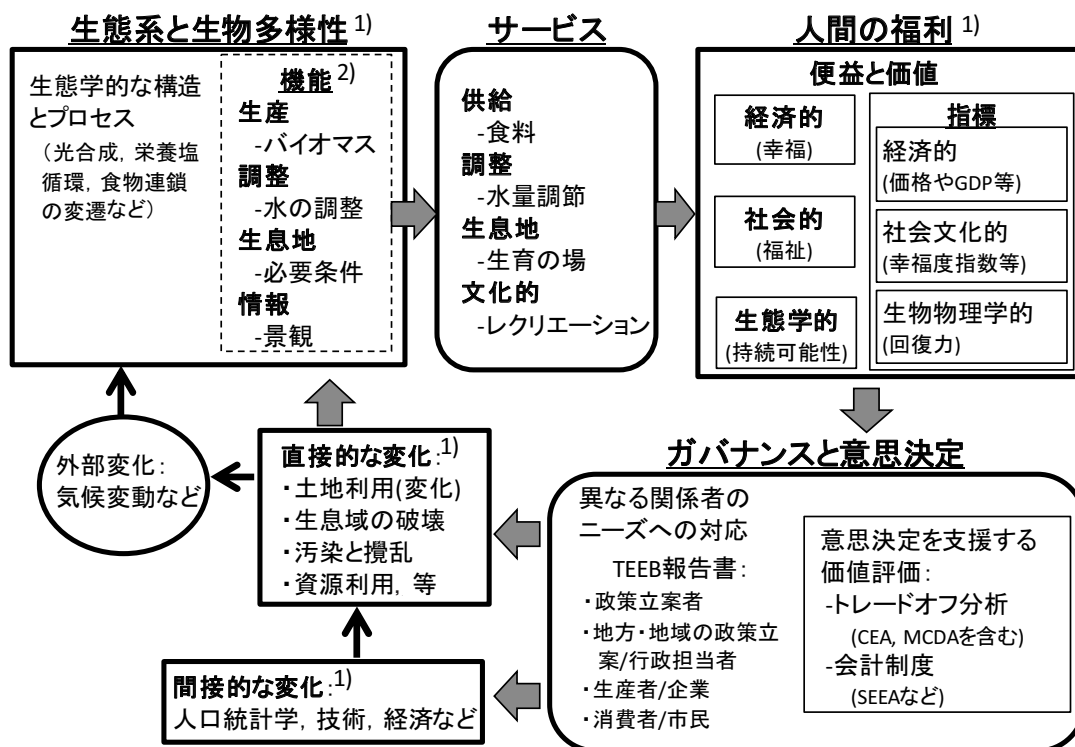 生態系と生物多様性 1)
生態学的な構造
とプロセス
(光合成, 栄養塩
循環, 食物連鎖
の変遷など)
機能 2)
生産
-バイオマス
調整
-水の調整
生息地
-必要条件
情報
-景観
サービス
供給
-食料
調整
-水量調節
生息地
-生育の場
文化的
-レクリエーション
人間の福利 1)
便益と価値
経済的
(幸福)
社会的
(福祉)
生態学的
(持続可能性)
指標
経済的
(価格やGDP等)
社会文化的
(幸福度指数等)
生物物理学的
(回復力)
外部変化:
気候変動など
直接的な変化: 1)
・土地利用(変化)
・生息域の破壊
・汚染と攪乱
・資源利用, 等
間接的な変化: 1)
人口統計学, 技術, 経済など
ガバナンスと意思決定
異なる関係者の
ニーズへの対応
TEEB報告書:
・政策立案者
・地方・地域の政策立
案/行政担当者
・生産者/企業
・消費者/市民
意思決定を支援する
価値評価:
-トレードオフ分析
(CEA, MCDAを含む)
-会計制度
(SEEAなど)